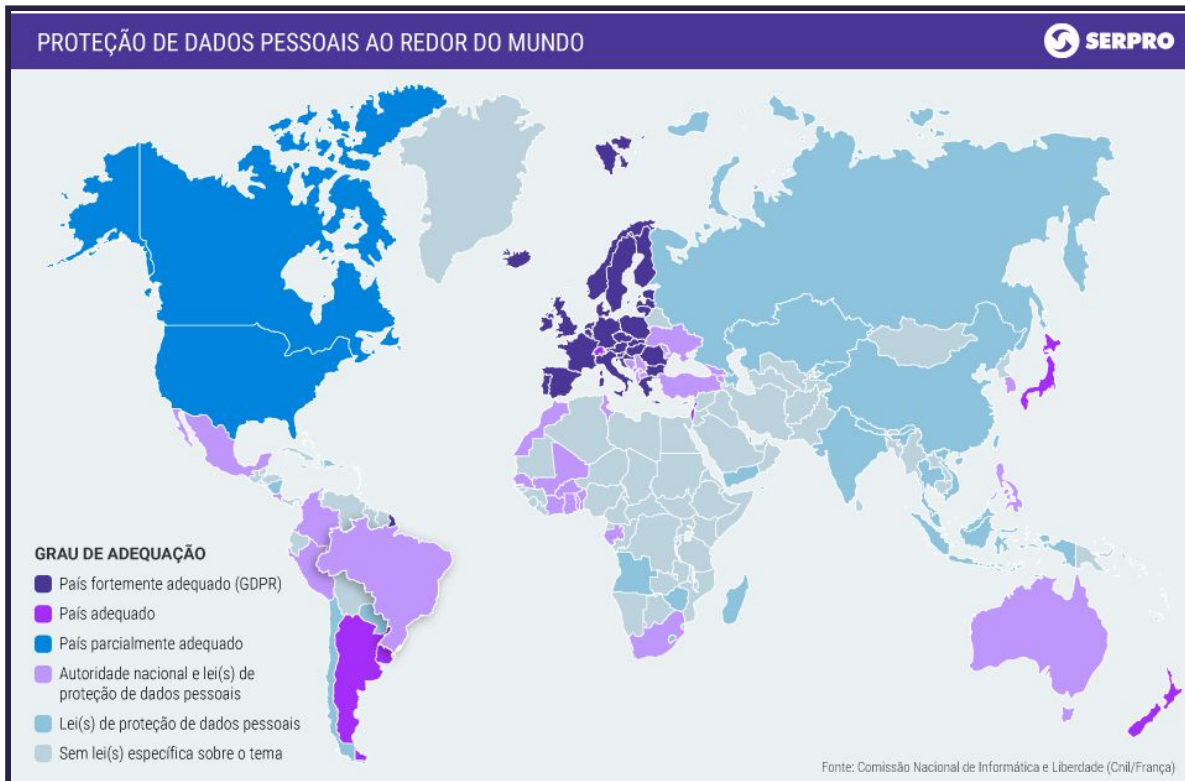 PROTEÇÃO DE DADOS PESSOAIS AO REDOR DO MUNDO
SERPRO
GRAU DE ADEQUAÇÃO
País fortemente adequado (GDPR)
País adequado
País parcialmente adequado
Autoridade nacional e lei(s) de
proteção de dados pessoais
Lei(s) de proteção de dados pessoais
Sem lei(s) específica sobre o tema
Fonte: Comissão Nacional de Informática e Liberdade (Cnil/França)